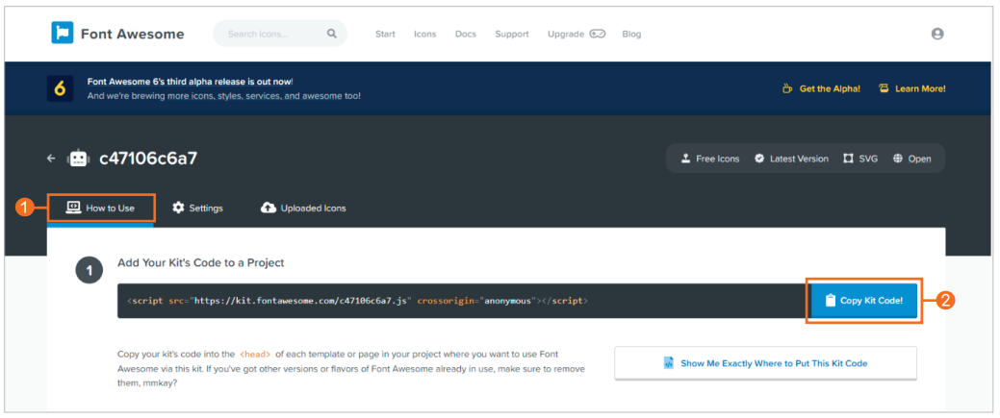 Font Awesome
Search icons...
Start Icons Docs Support Upgrade Blog
6
Font Awesome 6's third alpha release is out now!
And we're brewing more icons, styles, services, and awesome too!
Get the Alpha! Learn More!
c47106c6a7
Free Icons Latest Version SVG Open
1
How to Use Settings Uploaded Icons
1
Add Your Kit's Code to a Project
<script src="https://kit.fontawesome.com/c47106c6a7.js" crossorigin="anonymous"></script>
Copy Kit Code!
2
Copy your kit's code into the <head> of each template or page in your project where you want to use Font
Awesome via this kit. If you've got other versions or flavors of Font Awesome already in use, make sure to remove
them, mmkay?
Show Me Exactly Where to Put This Kit Code